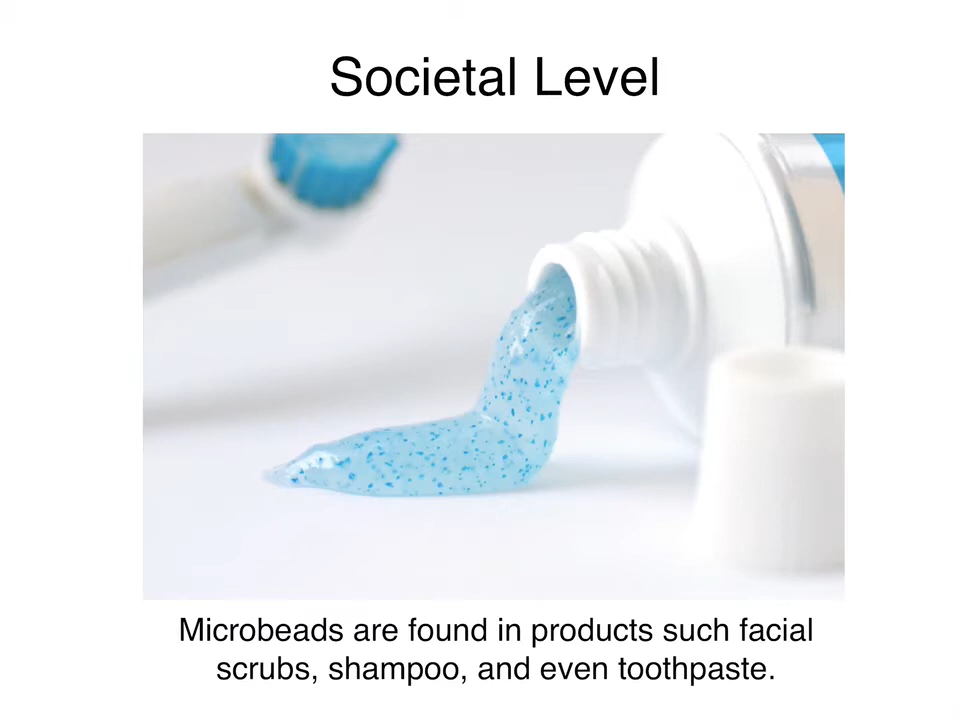 Societal Level
Microbeads are found in products such facial
scrubs, shampoo, and even toothpaste.